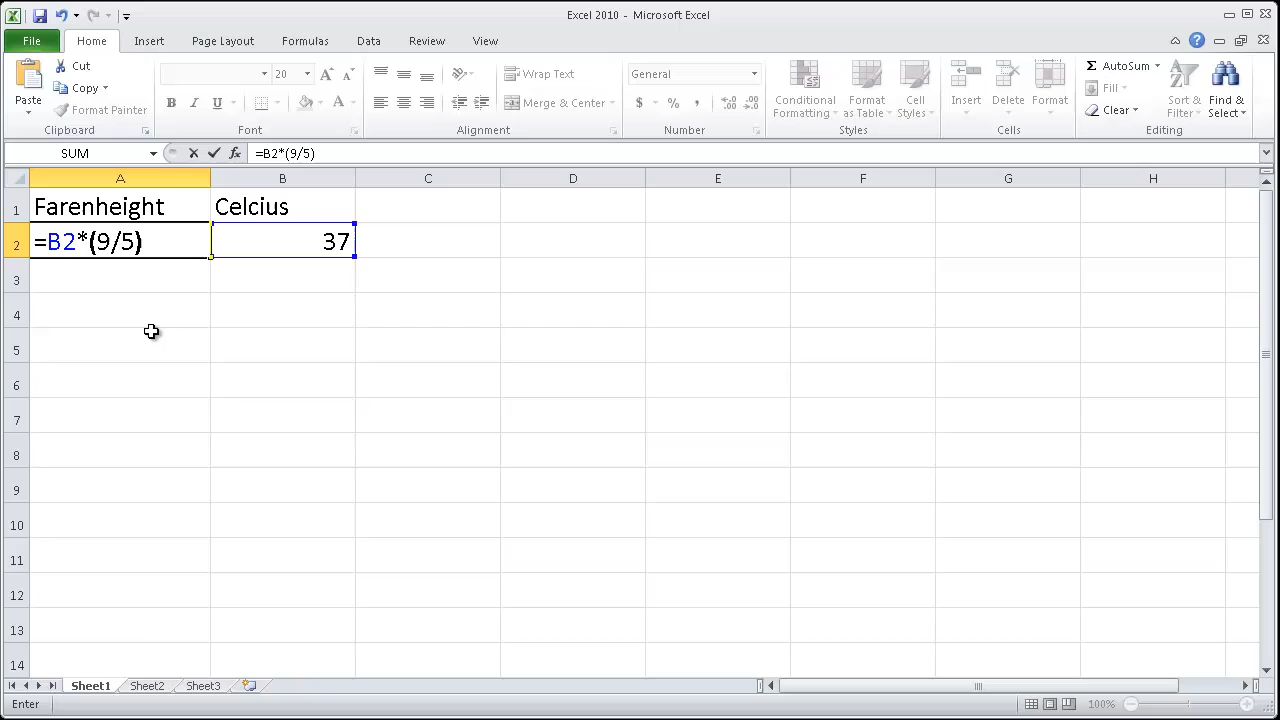 Excel 2010 - Microsoft Excel
File Home Insert Page Layout Formulas Data Review View
Paste Cut 20 Wrap Text General Conditional Formatting Format as Table Cell Styles Insert Delete Format AutoSum Sort & Filter Find & Select
Copy B I U A $ % , Fill
Format Painter Merge & Center Clear
Clipboard Font Alignment Number Styles Cells Editing
SUM fx =B2*(9/5)
A B C D E F G H
1 Farenheight Celcius
2 =B2*(9/5) 37
3
4
5
6
7
8
9
10
11
12
13
14
Sheet1 Sheet2 Sheet3
Enter 100%